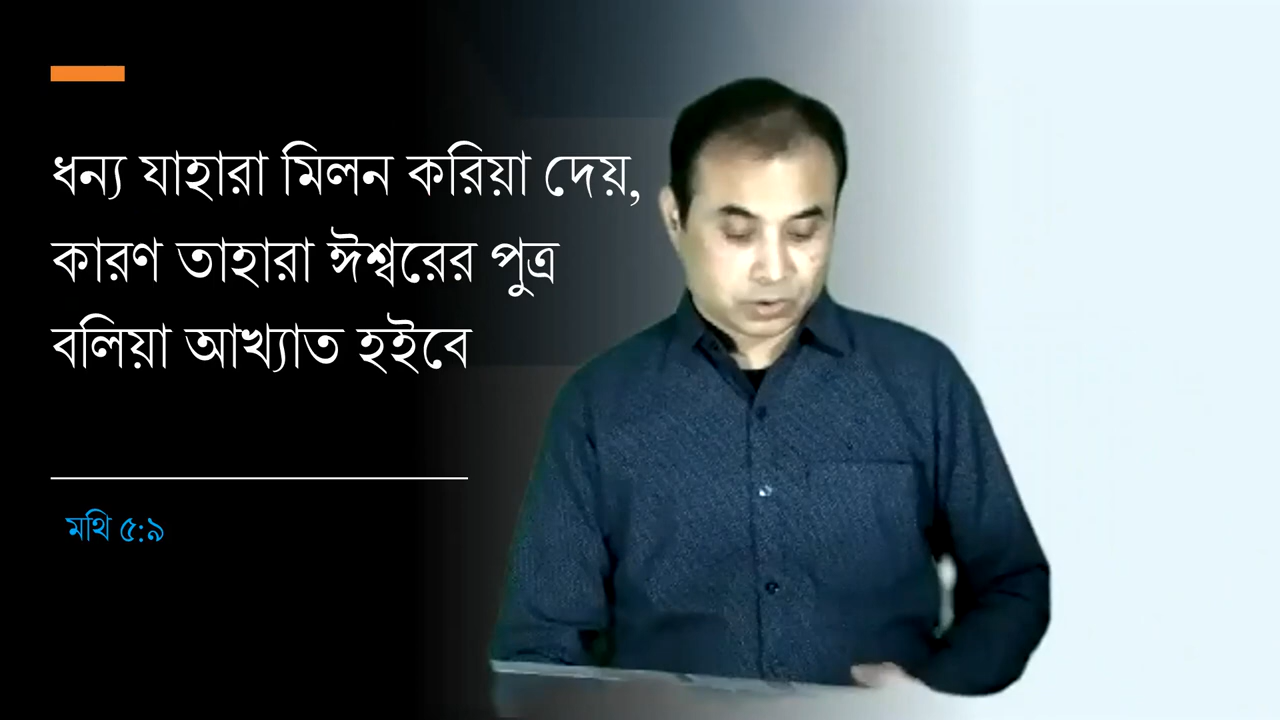 ধন্য যাহারা মিলন করিয়া দেয়,
কারণ তাহারা ঈশ্বরের পুত্র
বলিয়া আখ্যাত হইবে
মথি ৫:৯